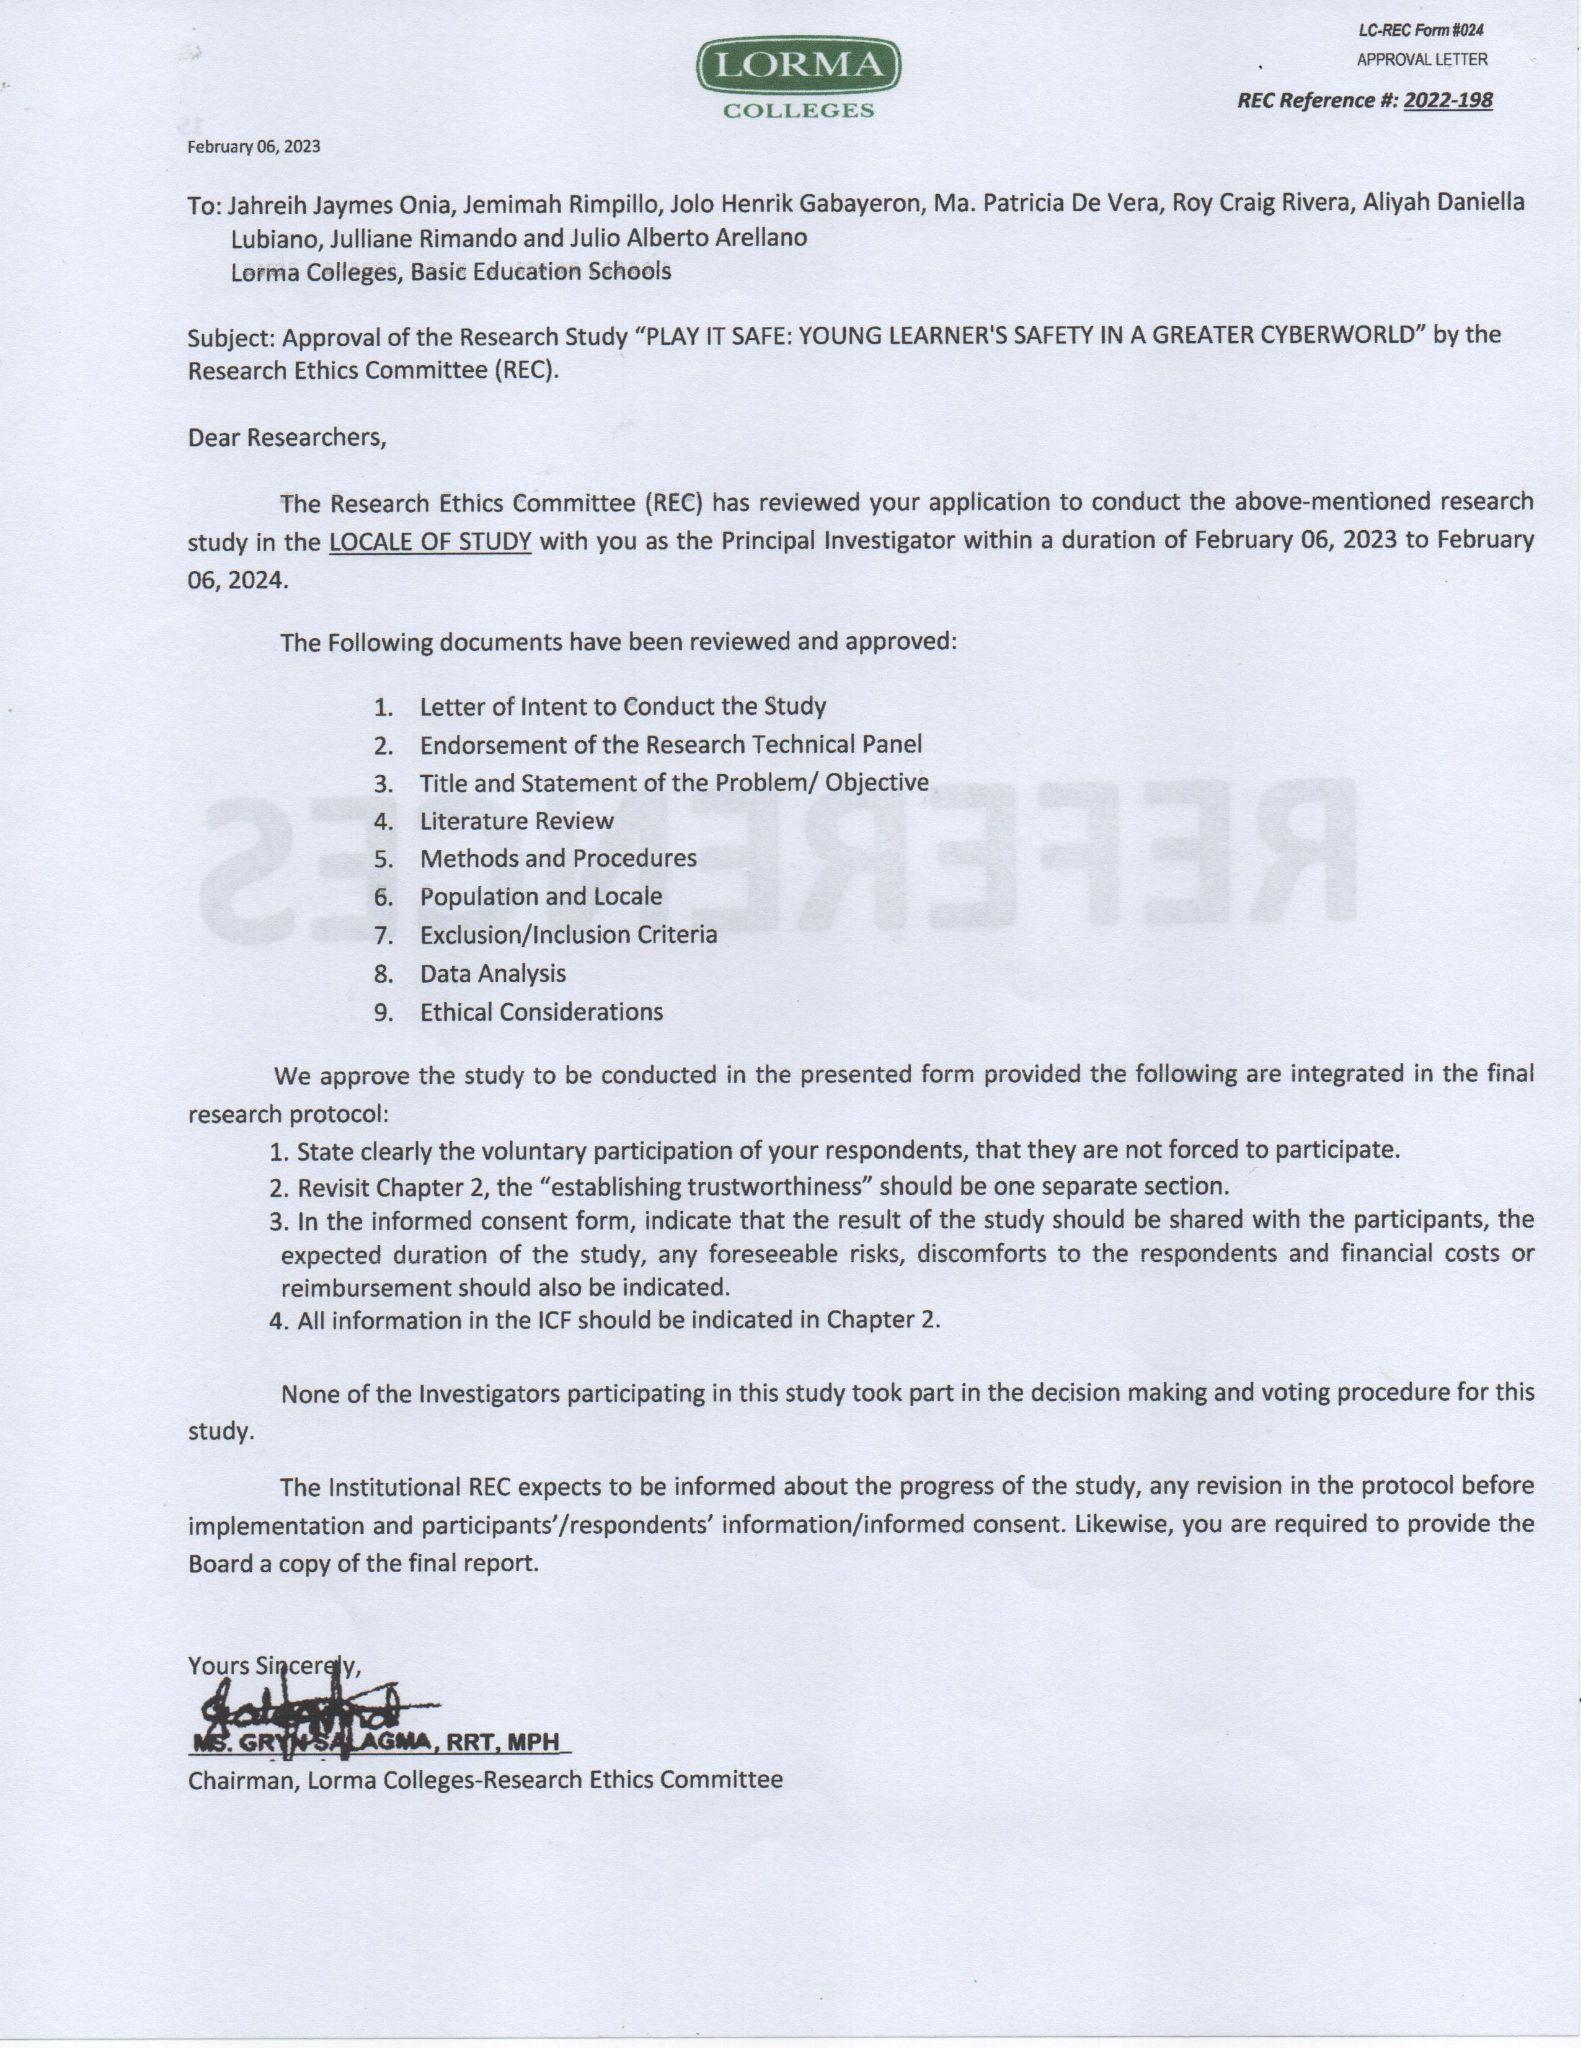 LC-REC Form #024
APPROVAL LETTER
REC Reference #: 2022-198
LORMA
COLLEGES
February 06, 2023
To: Jahreih Jaymes Onia, Jemimah Rimpillo, Jolo Henrik Gabayeron, Ma. Patricia De Vera, Roy Craig Rivera, Aliyah Daniella
Lubiano, Julliane Rimando and Julio Alberto Arellano
Lorma Colleges, Basic Education Schools
Subject: Approval of the Research Study “PLAY IT SAFE: YOUNG LEARNER'S SAFETY IN A GREATER CYBERWORLD” by the
Research Ethics Committee (REC).
Dear Researchers,
The Research Ethics Committee (REC) has reviewed your application to conduct the above-mentioned research
study in the LOCALE OF STUDY with you as the Principal Investigator within a duration of February 06, 2023 to February
06, 2024.
The Following documents have been reviewed and approved:
1. Letter of Intent to Conduct the Study
2. Endorsement of the Research Technical Panel
3. Title and Statement of the Problem/ Objective
4. Literature Review
5. Methods and Procedures
6. Population and Locale
7. Exclusion/Inclusion Criteria
8. Data Analysis
9. Ethical Considerations
REFERENCES
We approve the study to be conducted in the presented form provided the following are integrated in the final
research protocol:
1. State clearly the voluntary participation of your respondents, that they are not forced to participate.
2. Revisit Chapter 2, the “establishing trustworthiness” should be one separate section.
3. In the informed consent form, indicate that the result of the study should be shared with the participants, the
expected duration of the study, any foreseeable risks, discomforts to the respondents and financial costs or
reimbursement should also be indicated.
4. All information in the ICF should be indicated in Chapter 2.
None of the Investigators participating in this study took part in the decision making and voting procedure for this
study.
The Institutional REC expects to be informed about the progress of the study, any revision in the protocol before
implementation and participants’/respondents’ information/informed consent. Likewise, you are required to provide the
Board a copy of the final report.
Yours Sincerely,
MS. GRYN SALAGMA, RRT, MPH
Chairman, Lorma Colleges-Research Ethics Committee